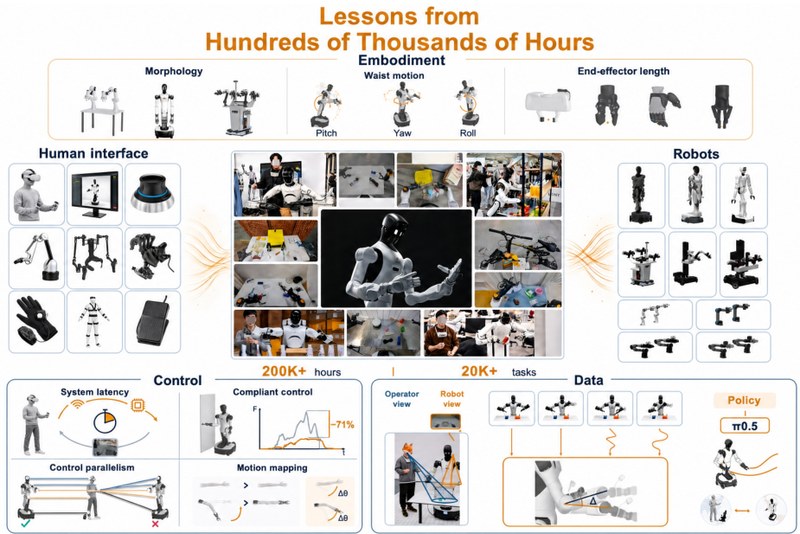 Lessons from
Hundreds of Thousands of Hours
Embodiment
Morphology
Waist motion
End-effector length
Pitch
Yaw
Roll
Human interface
Robots
200K+ hours
20K+ tasks
Control
System latency
Compliant control
F
−71%
t
Control parallelism
Motion mapping
Δθ
Δθ
Data
Operator
view
Robot
view
Δ
Policy
π0.5